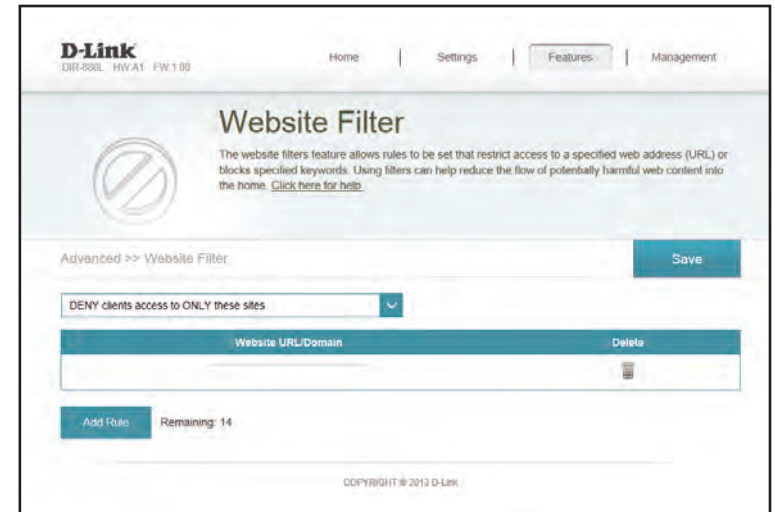 D-Link
DIR-880L HW:A1 FW:1.00
Home | Settings | Features | Management
Website Filter
The website filters feature allows rules to be set that restrict access to a specified web address (URL) or
blocks specified keywords. Using filters can help reduce the flow of potentially harmful web content into
the home. Click here for help.
Advanced >> Website Filter
Save
DENY clients access to ONLY these sites
Website URL/Domain Delete
Add Rule Remaining: 14
COPYRIGHT © 2013 D-Link